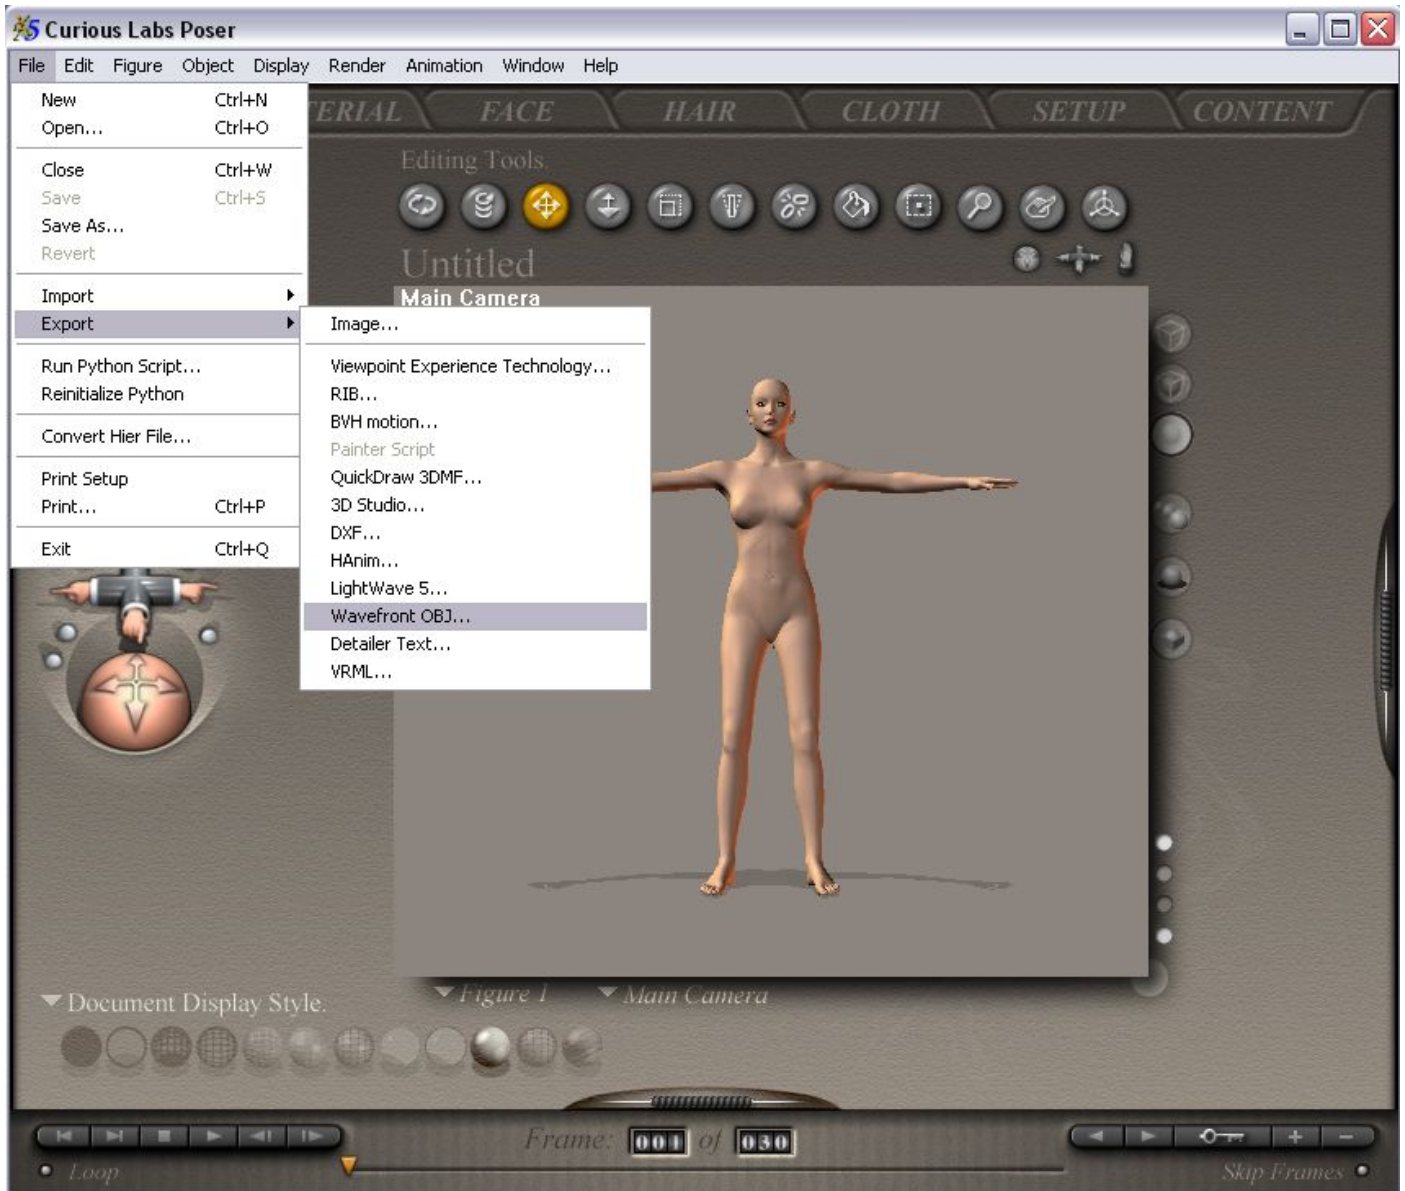 Curious Labs Poser
File Edit Figure Object Display Render Animation Window Help
New Ctrl+N
Open... Ctrl+O
Close Ctrl+W
Save Ctrl+S
Save As...
Revert
Import
Export
Run Python Script...
Reinitialize Python
Convert Hier File...
Print Setup
Print... Ctrl+P
Exit Ctrl+Q
Image...
Viewpoint Experience Technology...
RIB...
BVH motion...
Painter Script
QuickDraw 3DMF...
3D Studio...
DXF...
HAnim...
LightWave 5...
Wavefront OBJ...
Detailer Text...
VRML...
ERIAL FACE HAIR CLOTH SETUP CONTENT
Editing Tools.
Untitled
Main Camera
Document Display Style.
Figure 1 Main Camera
Frame: 001 of 030
Loop
Skip Frames